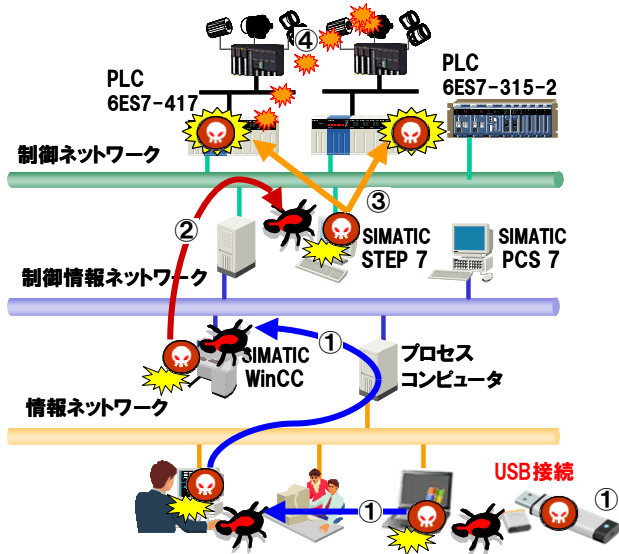 ④
PLC
6ES7-417
PLC
6ES7-315-2
制御ネットワーク
②
③
SIMATIC
STEP 7
SIMATIC
PCS 7
制御情報ネットワーク
①
SIMATIC
WinCC
プロセス
コンピュータ
情報ネットワーク
USB接続
①
①